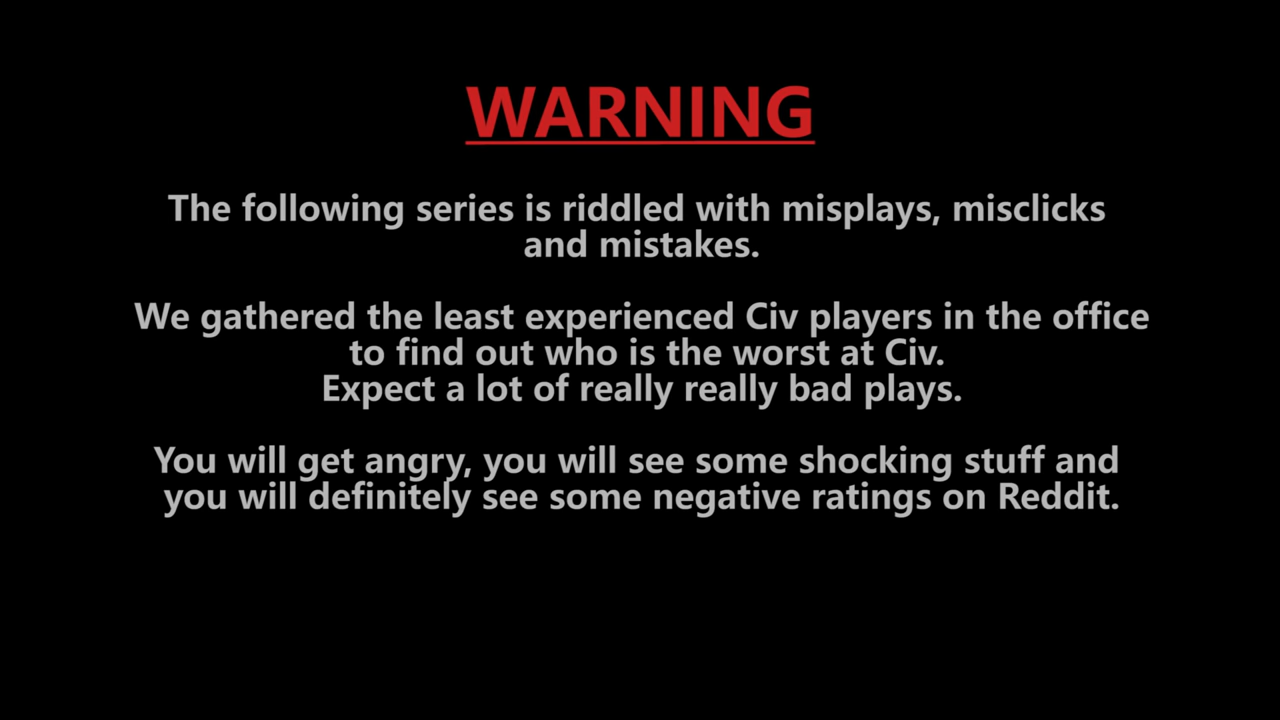 WARNING
The following series is riddled with misplays, misclicks
and mistakes.
We gathered the least experienced Civ players in the office
to find out who is the worst at Civ.
Expect a lot of really really bad plays.
You will get angry, you will see some shocking stuff and
you will definitely see some negative ratings on Reddit.